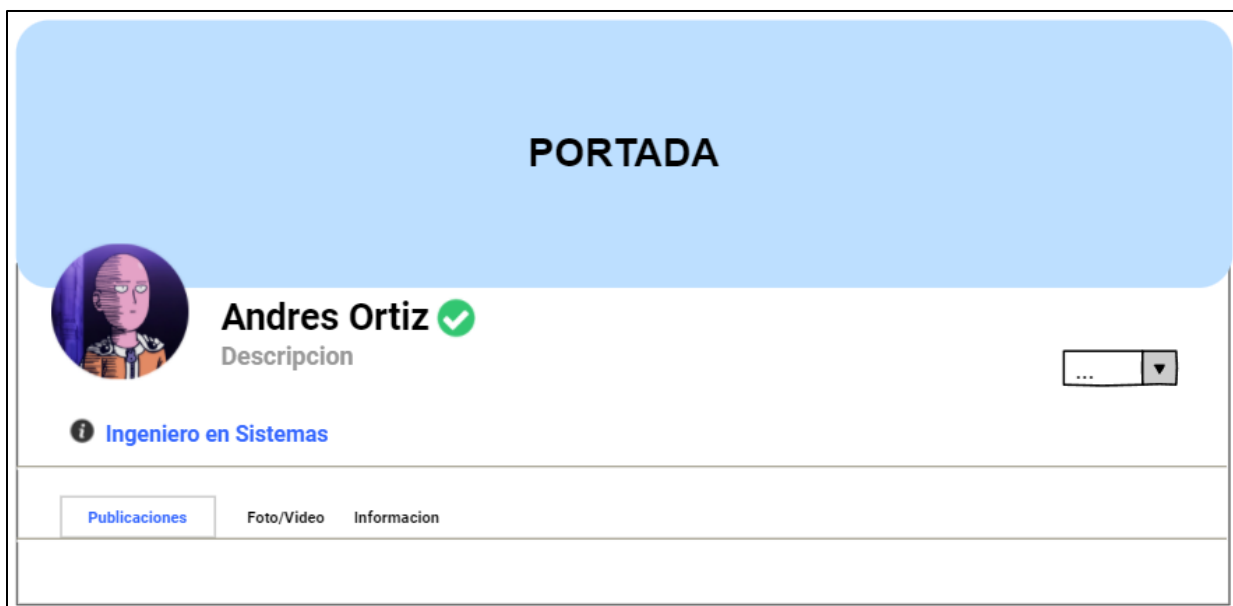 PORTADA
Andres Ortiz
Descripcion
...
Ingeniero en Sistemas
Publicaciones Foto/Video Informacion